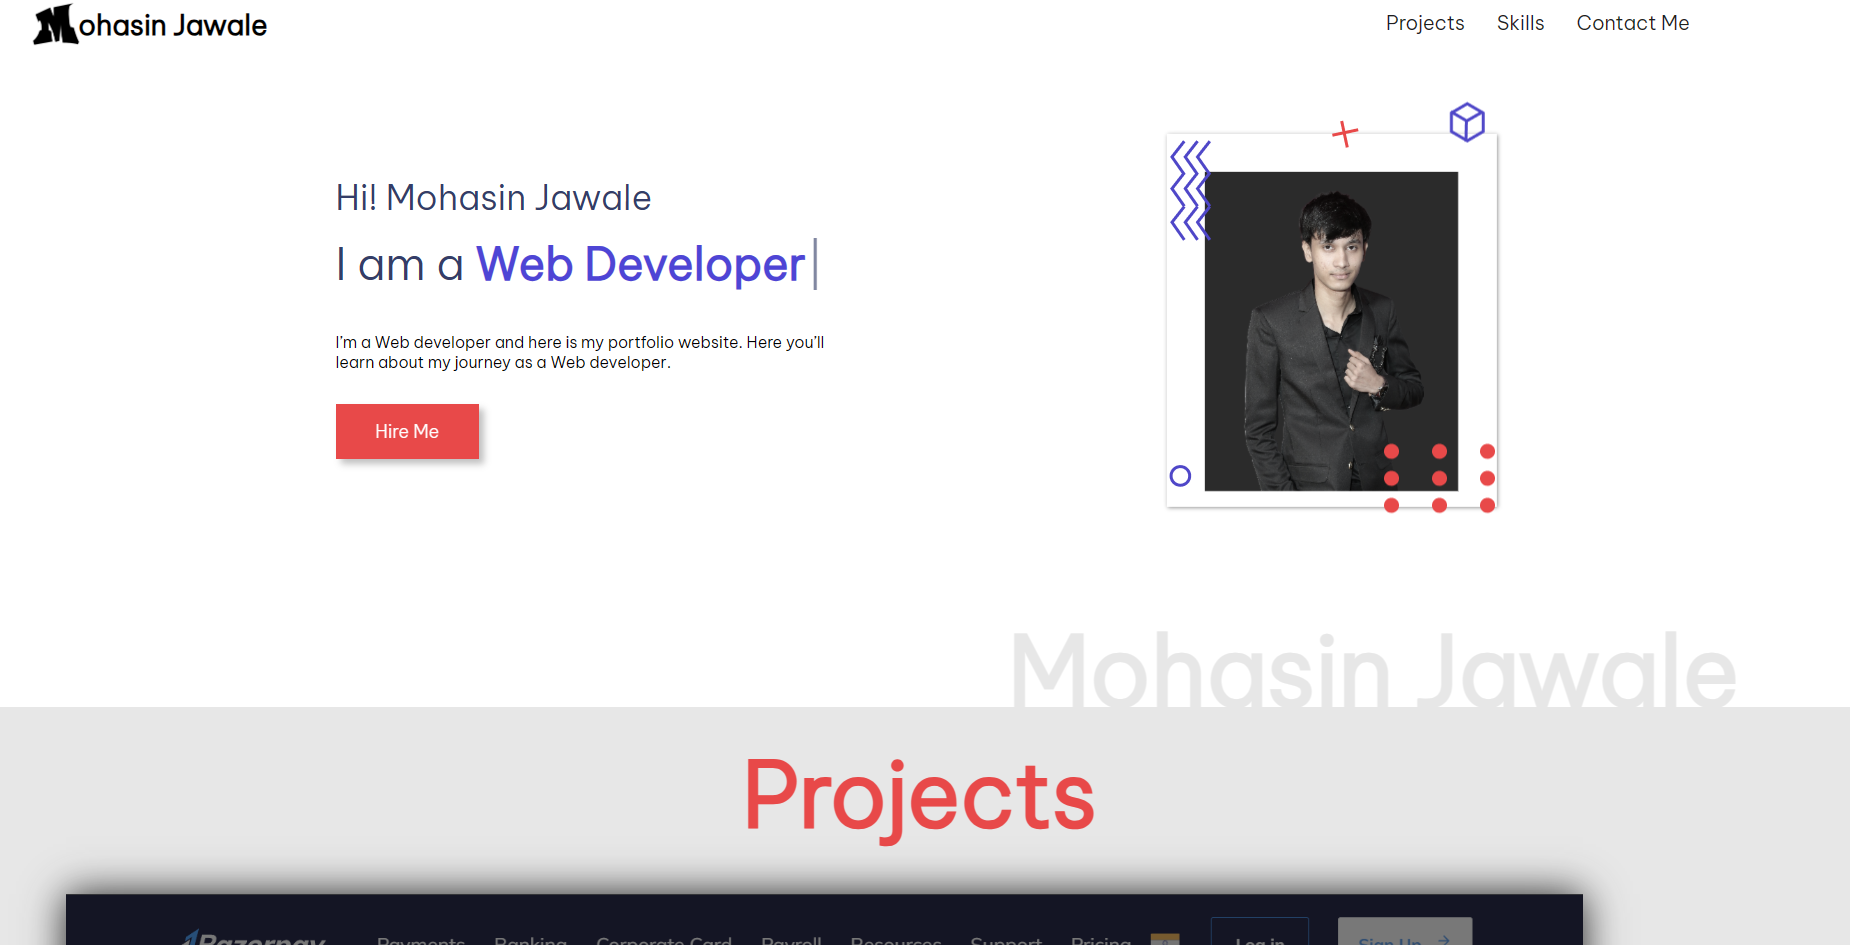 Mohasin Jawale
Projects Skills Contact Me
Hi! Mohasin Jawale
I am a Web Developer
I'm a Web developer and here is my portfolio website. Here you'll
learn about my journey as a Web developer.
Hire Me
Mohasin Jawale
Projects
Razorpay Payments Banking Corporate Card Payroll Resources Support Pricing Log in Sign Up